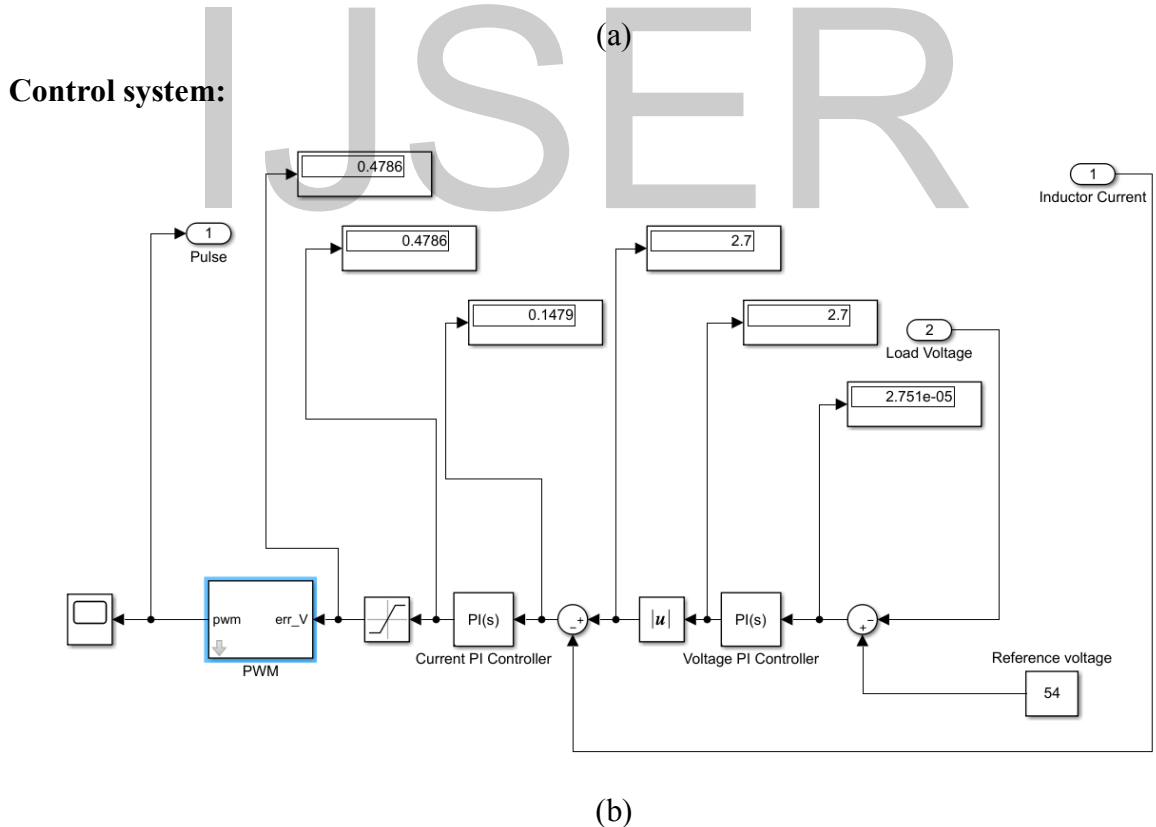 IJSER
(a)
Control system:
0.4786
1
Inductor Current
1
Pulse
0.4786
2.7
0.1479
2.7
2
Load Voltage
2.751e-05
pwm
err_V
PWM
PI(s)
Current PI Controller
− +
|u|
PI(s)
Voltage PI Controller
+ −
Reference voltage
54
(b)